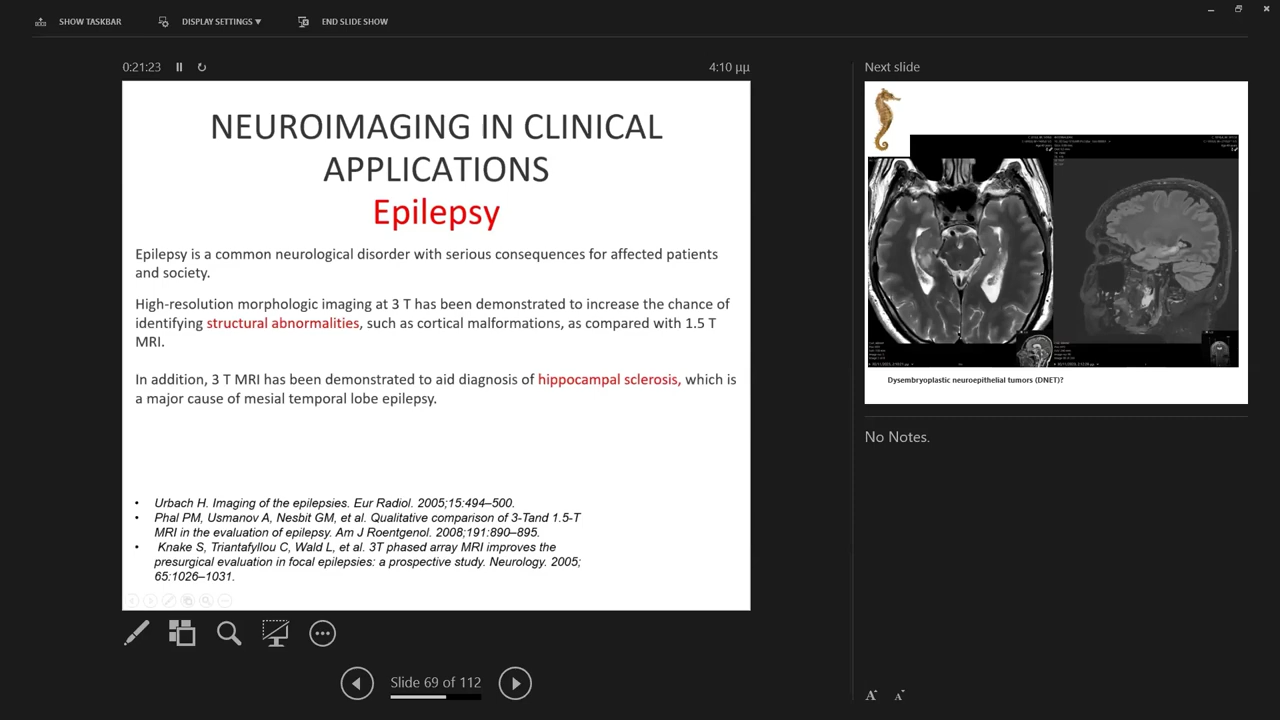 SHOW TASKBAR
DISPLAY SETTINGS ▼
END SLIDE SHOW
0:21:23
4:10 μμ
NEUROIMAGING IN CLINICAL
APPLICATIONS
Epilepsy
Epilepsy is a common neurological disorder with serious consequences for affected patients
and society.
High-resolution morphologic imaging at 3 T has been demonstrated to increase the chance of
identifying structural abnormalities, such as cortical malformations, as compared with 1.5 T
MRI.
In addition, 3 T MRI has been demonstrated to aid diagnosis of hippocampal sclerosis, which is
a major cause of mesial temporal lobe epilepsy.
• Urbach H. Imaging of the epilepsies. Eur Radiol. 2005;15:494–500.
• Phal PM, Usmanov A, Nesbit GM, et al. Qualitative comparison of 3-Tand 1.5-T
MRI in the evaluation of epilepsy. Am J Roentgenol. 2008;191:890–895.
• Knake S, Triantafyllou C, Wald L, et al. 3T phased array MRI improves the
presurgical evaluation in focal epilepsies: a prospective study. Neurology. 2005;
65:1026–1031.
Slide 69 of 112
Next slide
Dysembryoplastic neuroepithelial tumors (DNET)?
No Notes.
A A